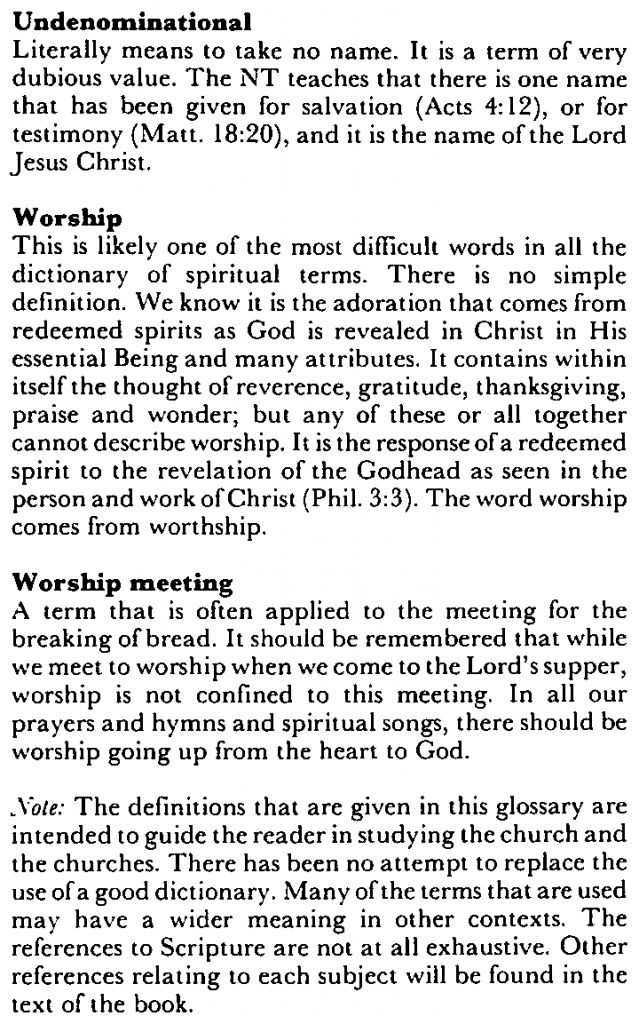 Undenominational
Literally means to take no name. It is a term of very
dubious value. The NT teaches that there is one name
that has been given for salvation (Acts 4:12), or for
testimony (Matt. 18:20), and it is the name of the Lord
Jesus Christ.
Worship
This is likely one of the most difficult words in all the
dictionary of spiritual terms. There is no simple
definition. We know it is the adoration that comes from
redeemed spirits as God is revealed in Christ in His
essential Being and many attributes. It contains within
itself the thought of reverence, gratitude, thanksgiving,
praise and wonder; but any of these or all together
cannot describe worship. It is the response of a redeemed
spirit to the revelation of the Godhead as seen in the
person and work of Christ (Phil. 3:3). The word worship
comes from worthship.
Worship meeting
A term that is often applied to the meeting for the
breaking of bread. It should be remembered that while
we meet to worship when we come to the Lord's supper,
worship is not confined to this meeting. In all our
prayers and hymns and spiritual songs, there should be
worship going up from the heart to God.
Note: The definitions that are given in this glossary are
intended to guide the reader in studying the church and
the churches. There has been no attempt to replace the
use of a good dictionary. Many of the terms that are used
may have a wider meaning in other contexts. The
references to Scripture are not at all exhaustive. Other
references relating to each subject will be found in the
text of the book.